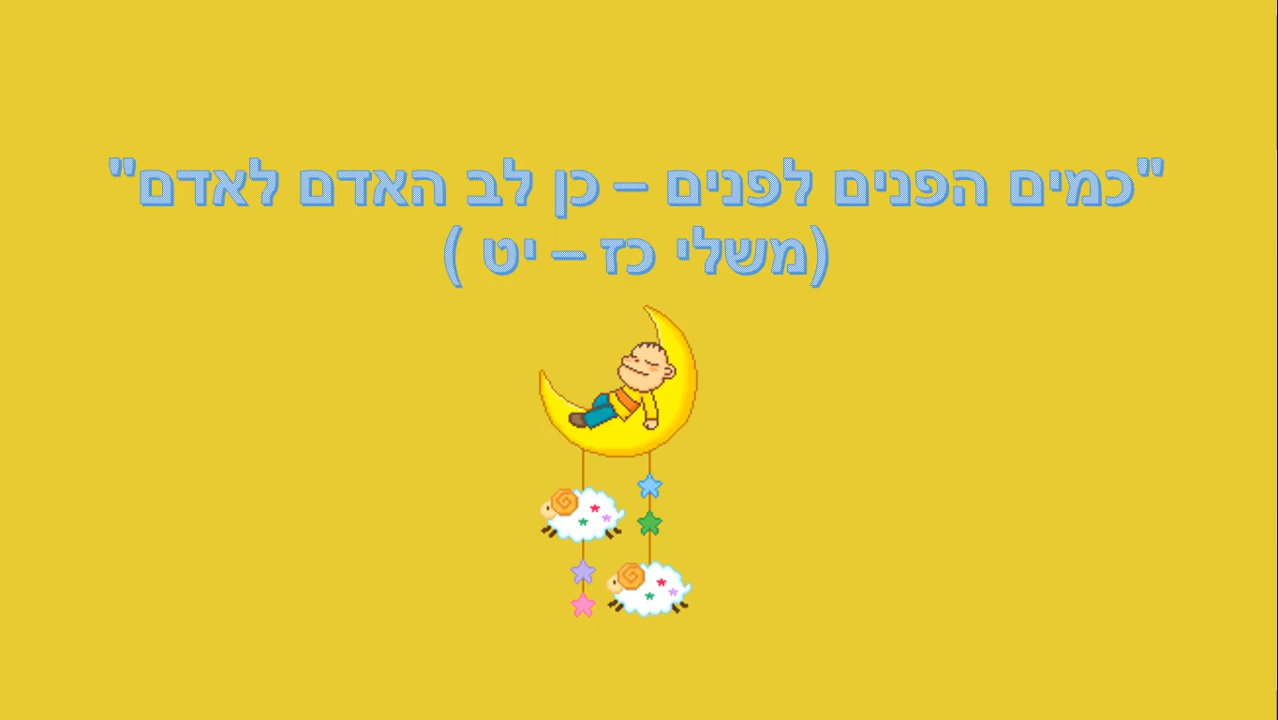 "כמים הפנים לפנים – כן לב האדם לאדם"
(משלי כז – יט )